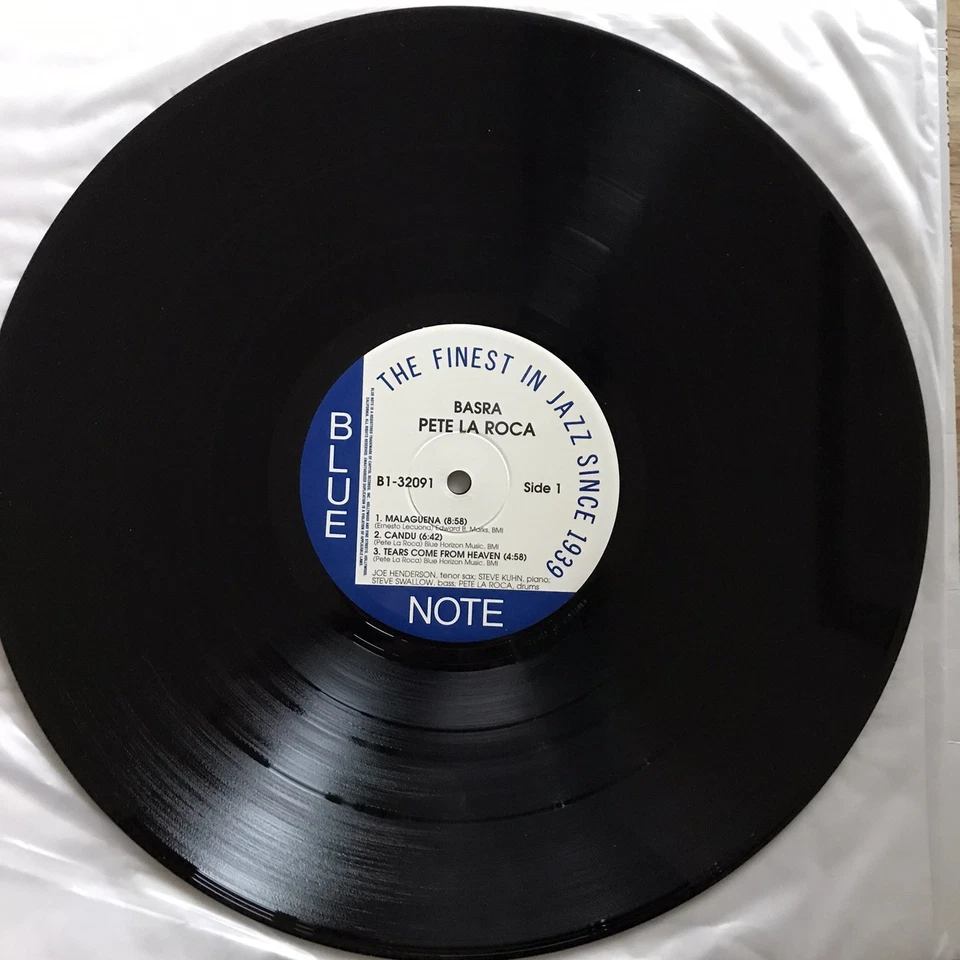 THE FINEST IN JAZZ SINCE 1939
BLUE
BASRA
PETE LA ROCA
B1-32091 Side 1
1. MALAGUENA (8:58)
(Ernesto Lecuona) Edward B. Marks, BMI
2. CANDU (6:42)
(Pete La Roca) Blue Horizon Music, BMI
3. TEARS COME FROM HEAVEN (4:58)
(Pete La Roca) Blue Horizon Music, BMI
JOE HENDERSON, tenor sax; STEVE KUHN, piano;
STEVE SWALLOW, bass; PETE LA ROCA, drums
NOTE